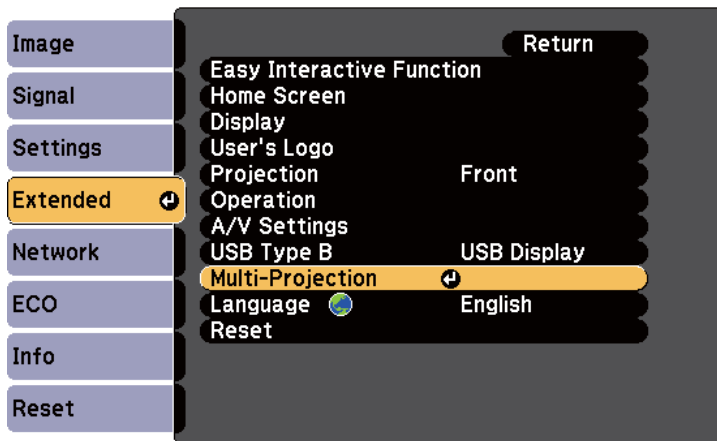 Image
Signal
Settings
Extended
Network
ECO
Info
Reset
Return
Easy Interactive Function
Home Screen
Display
User's Logo
Projection Front
Operation
A/V Settings
USB Type B USB Display
Multi-Projection
Language English
Reset